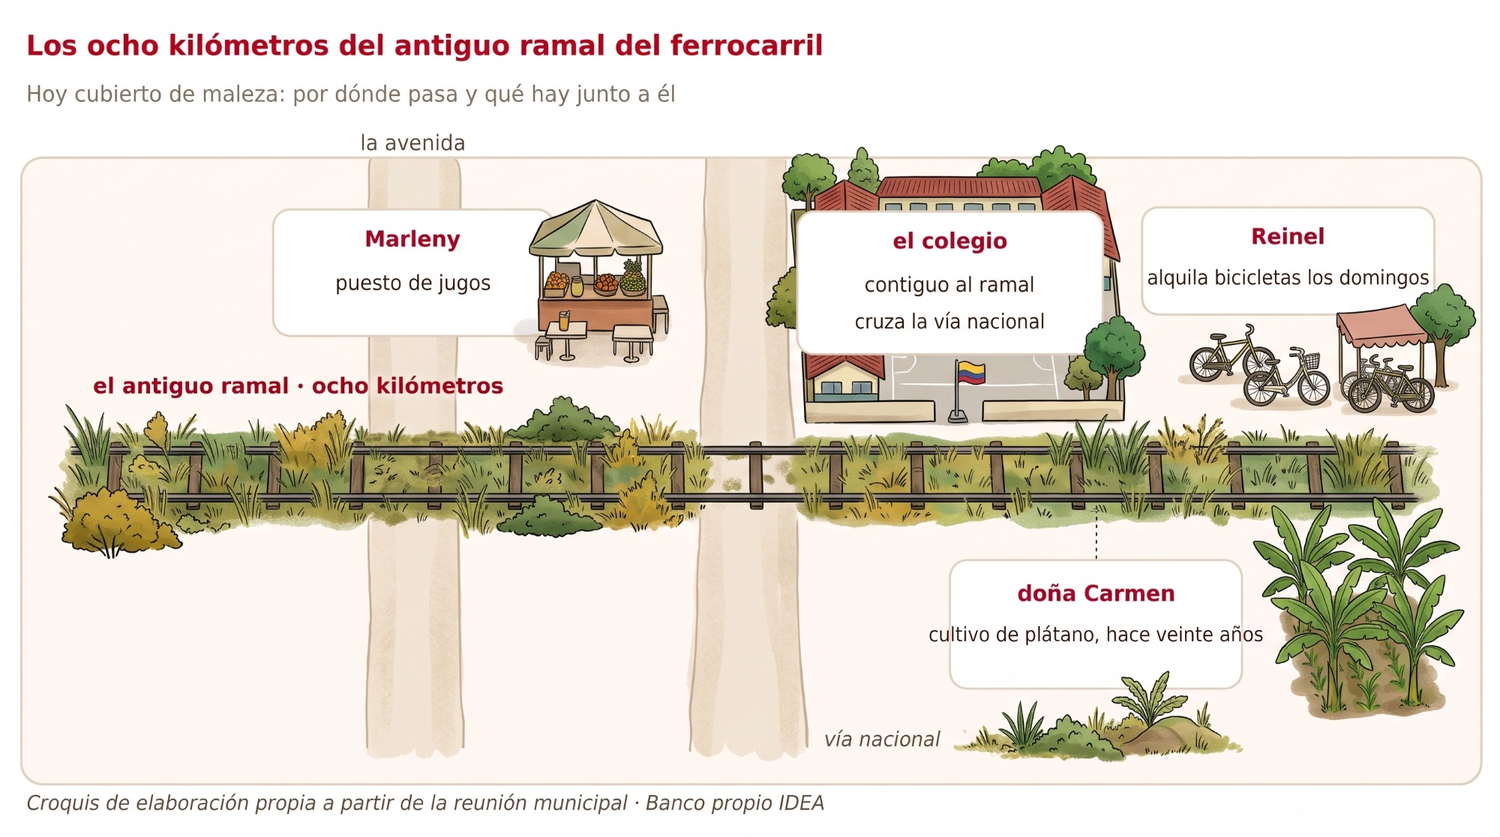 Los ocho kilómetros del antiguo ramal del ferrocarril
Hoy cubierto de maleza: por dónde pasa y qué hay junto a él
la avenida
Marleny
puesto de jugos
el colegio
contiguo al ramal
cruza la vía nacional
Reinel
alquila bicicletas los domingos
el antiguo ramal · ocho kilómetros
doña Carmen
cultivo de plátano, hace veinte años
vía nacional
Croquis de elaboración propia a partir de la reunión municipal · Banco propio IDEA